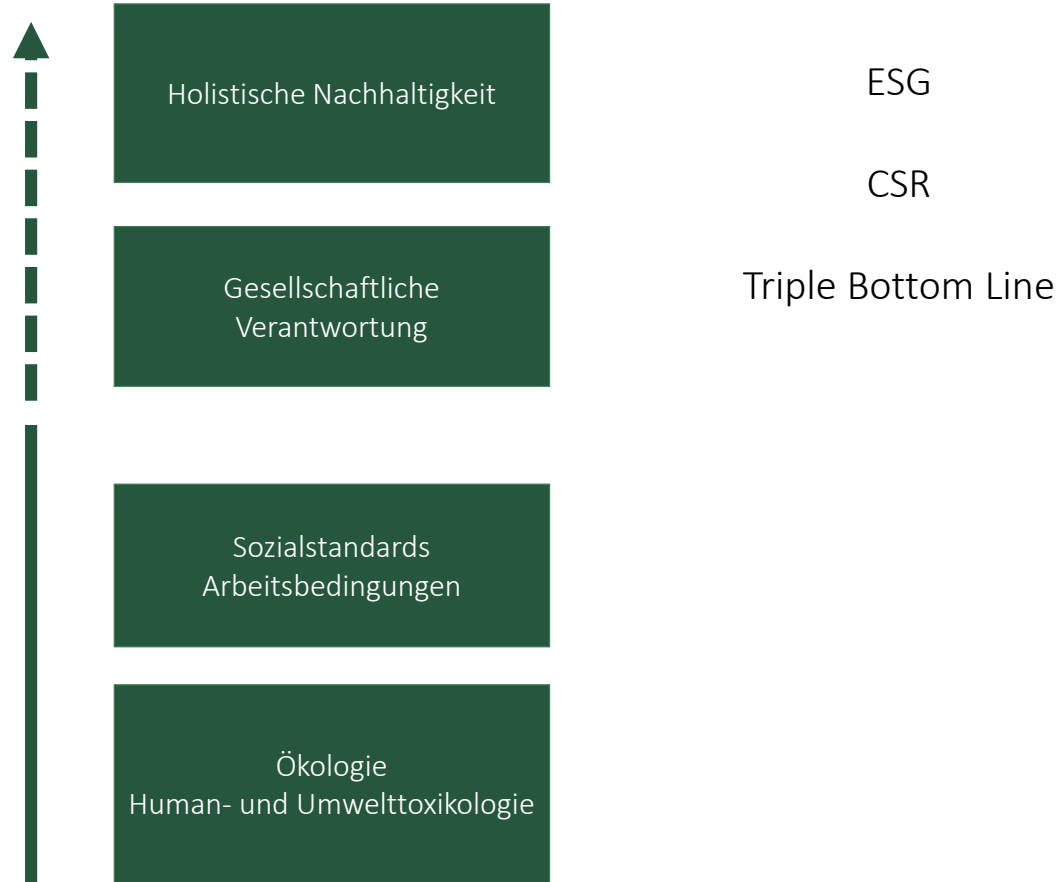 Holistische Nachhaltigkeit
Gesellschaftliche
Verantwortung
Sozialstandards
Arbeitsbedingungen
Ökologie
Human- und Umwelttoxikologie
ESG
CSR
Triple Bottom Line